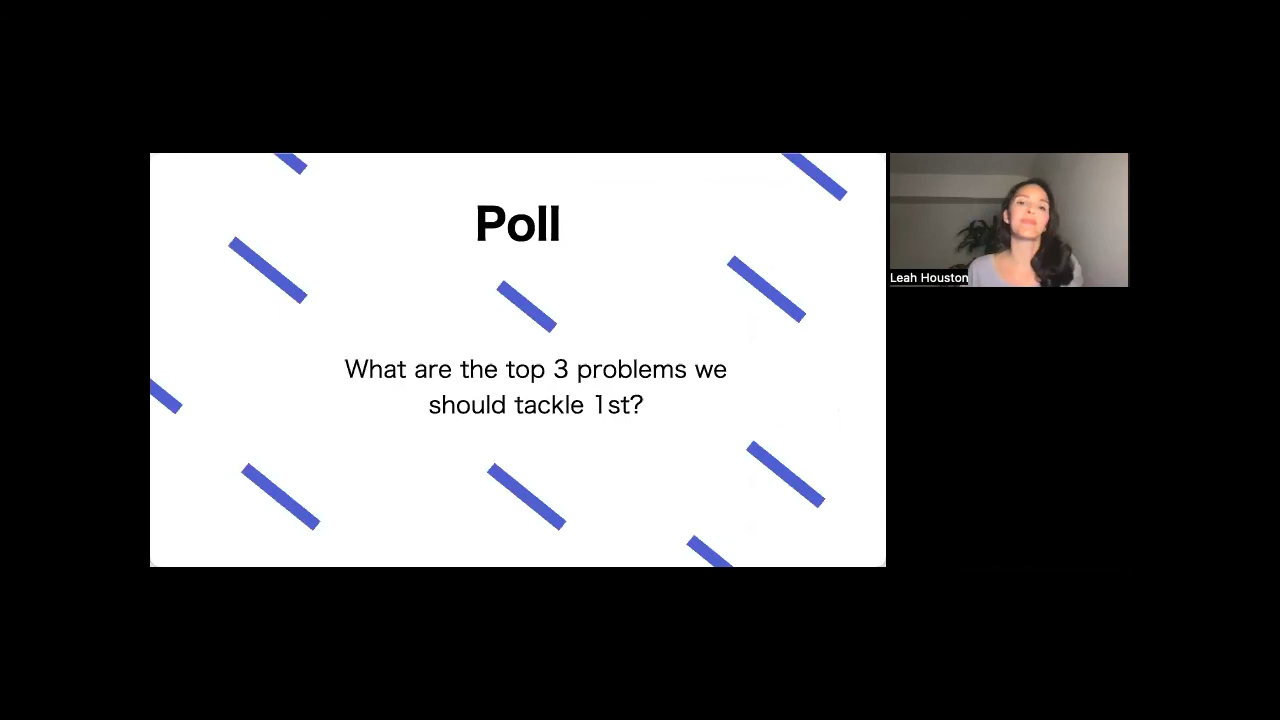 Poll
What are the top 3 problems we
should tackle 1st?
Leah Houston